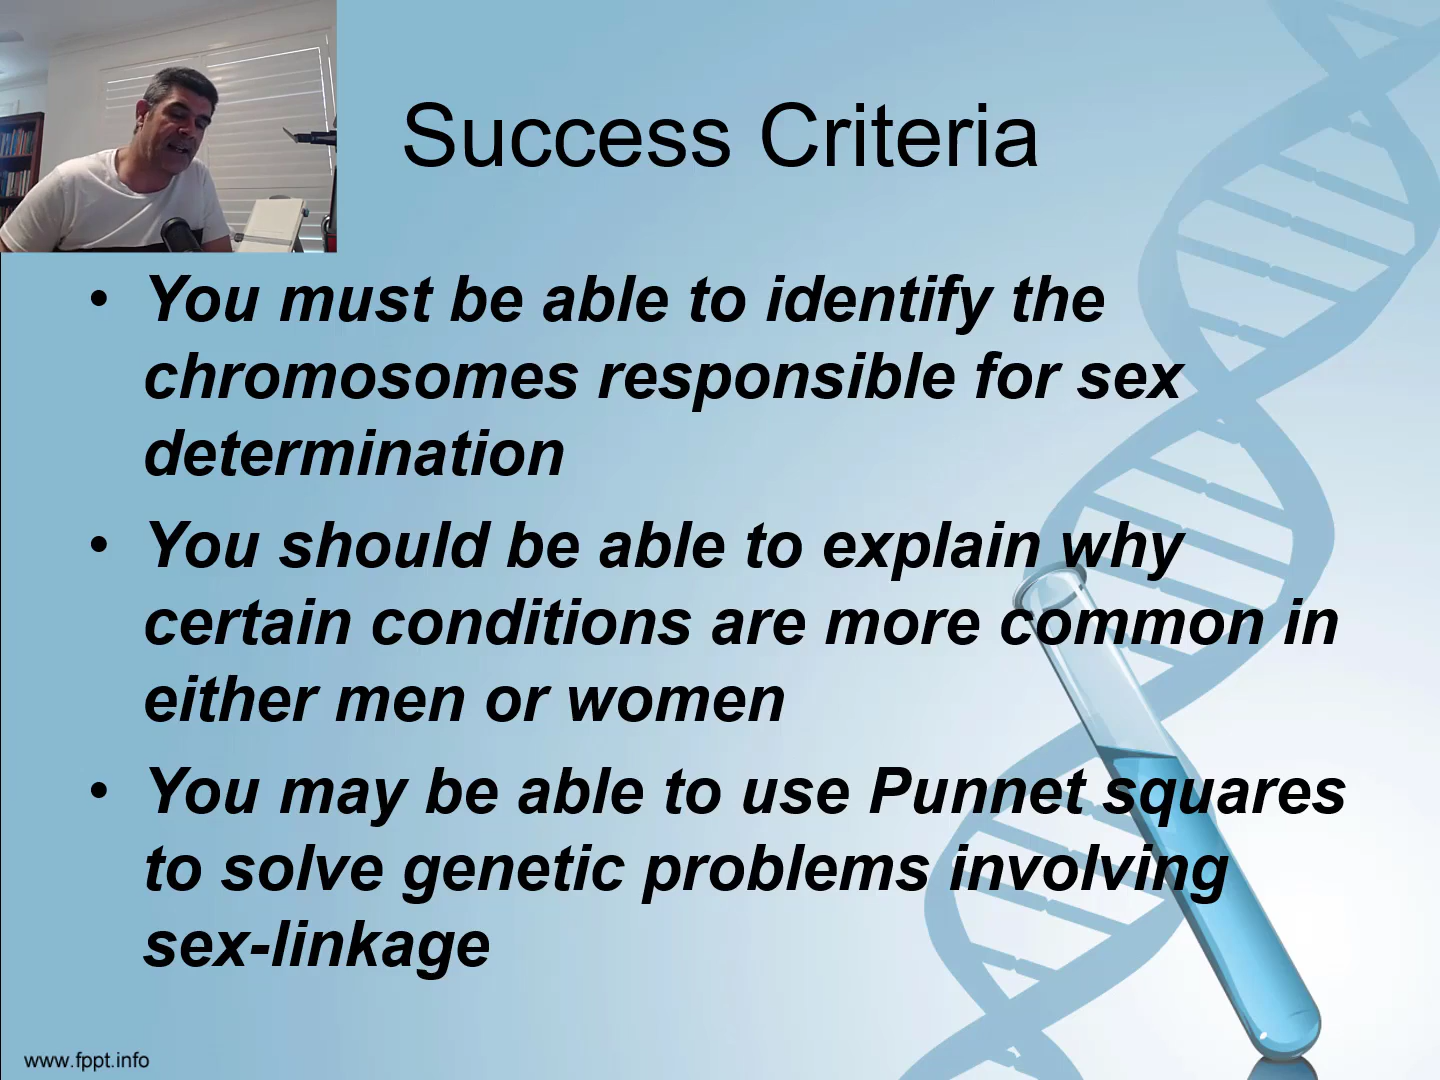 Success Criteria
• You must be able to identify the
chromosomes responsible for sex
determination
• You should be able to explain why
certain conditions are more common in
either men or women
• You may be able to use Punnet squares
to solve genetic problems involving
sex-linkage
www.fppt.info